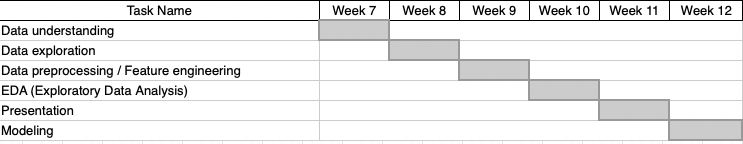 Task Name Week 7 Week 8 Week 9 Week 10 Week 11 Week 12
Data understanding
Data exploration
Data preprocessing / Feature engineering
EDA (Exploratory Data Analysis)
Presentation
Modeling